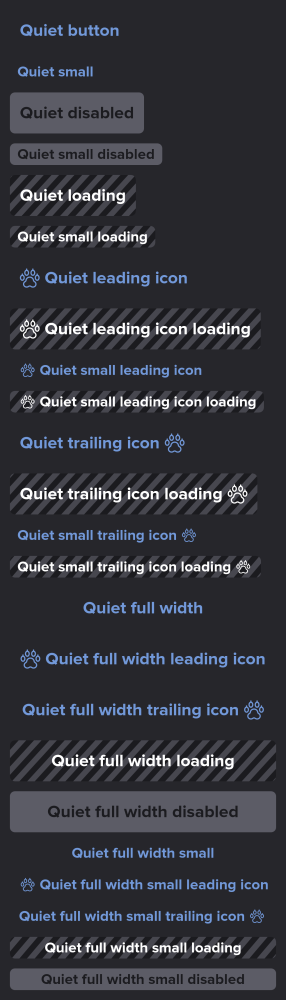 Quiet button
Quiet small
Quiet disabled
Quiet small disabled
Quiet loading
Quiet small loading
Quiet leading icon
Quiet leading icon loading
Quiet small leading icon
Quiet small leading icon loading
Quiet trailing icon
Quiet trailing icon loading
Quiet small trailing icon
Quiet small trailing icon loading
Quiet full width
Quiet full width leading icon
Quiet full width trailing icon
Quiet full width loading
Quiet full width disabled
Quiet full width small
Quiet full width small leading icon
Quiet full width small trailing icon
Quiet full width small loading
Quiet full width small disabled